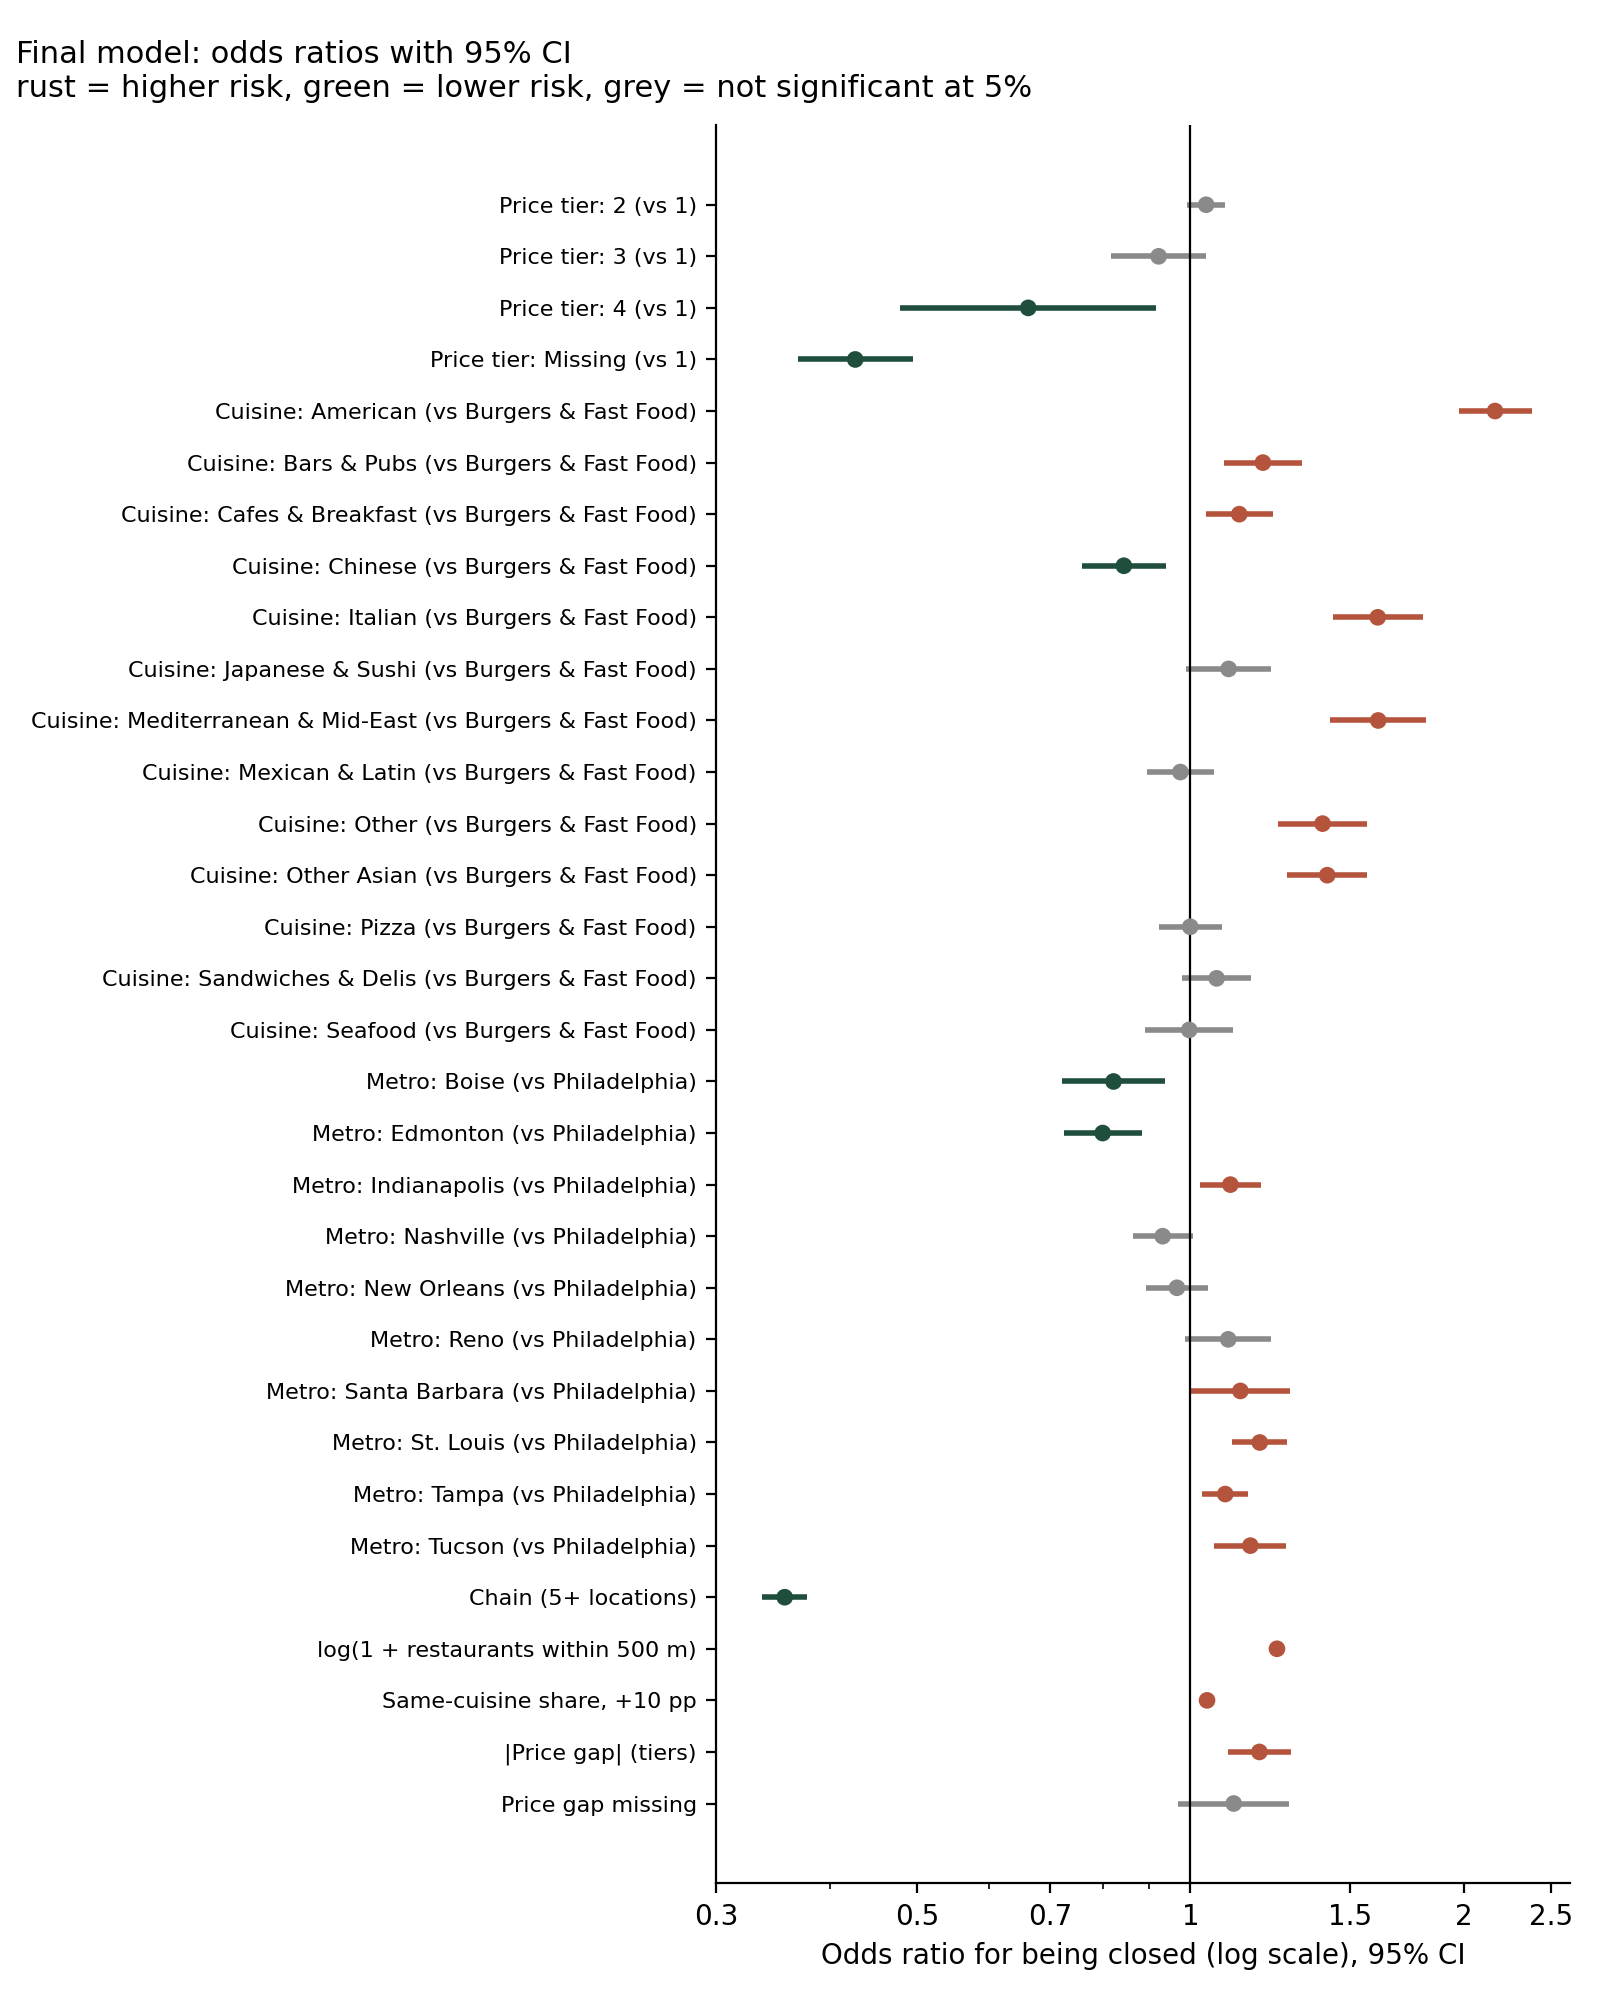 Final model: odds ratios with 95% CI
rust = higher risk, green = lower risk, grey = not significant at 5%
Price tier: 2 (vs 1)
Price tier: 3 (vs 1)
Price tier: 4 (vs 1)
Price tier: Missing (vs 1)
Cuisine: American (vs Burgers & Fast Food)
Cuisine: Bars & Pubs (vs Burgers & Fast Food)
Cuisine: Cafes & Breakfast (vs Burgers & Fast Food)
Cuisine: Chinese (vs Burgers & Fast Food)
Cuisine: Italian (vs Burgers & Fast Food)
Cuisine: Japanese & Sushi (vs Burgers & Fast Food)
Cuisine: Mediterranean & Mid-East (vs Burgers & Fast Food)
Cuisine: Mexican & Latin (vs Burgers & Fast Food)
Cuisine: Other (vs Burgers & Fast Food)
Cuisine: Other Asian (vs Burgers & Fast Food)
Cuisine: Pizza (vs Burgers & Fast Food)
Cuisine: Sandwiches & Delis (vs Burgers & Fast Food)
Cuisine: Seafood (vs Burgers & Fast Food)
Metro: Boise (vs Philadelphia)
Metro: Edmonton (vs Philadelphia)
Metro: Indianapolis (vs Philadelphia)
Metro: Nashville (vs Philadelphia)
Metro: New Orleans (vs Philadelphia)
Metro: Reno (vs Philadelphia)
Metro: Santa Barbara (vs Philadelphia)
Metro: St. Louis (vs Philadelphia)
Metro: Tampa (vs Philadelphia)
Metro: Tucson (vs Philadelphia)
Chain (5+ locations)
log(1 + restaurants within 500 m)
Same-cuisine share, +10 pp
|Price gap| (tiers)
Price gap missing
0.3 0.5 0.7 1 1.5 2 2.5
Odds ratio for being closed (log scale), 95% CI